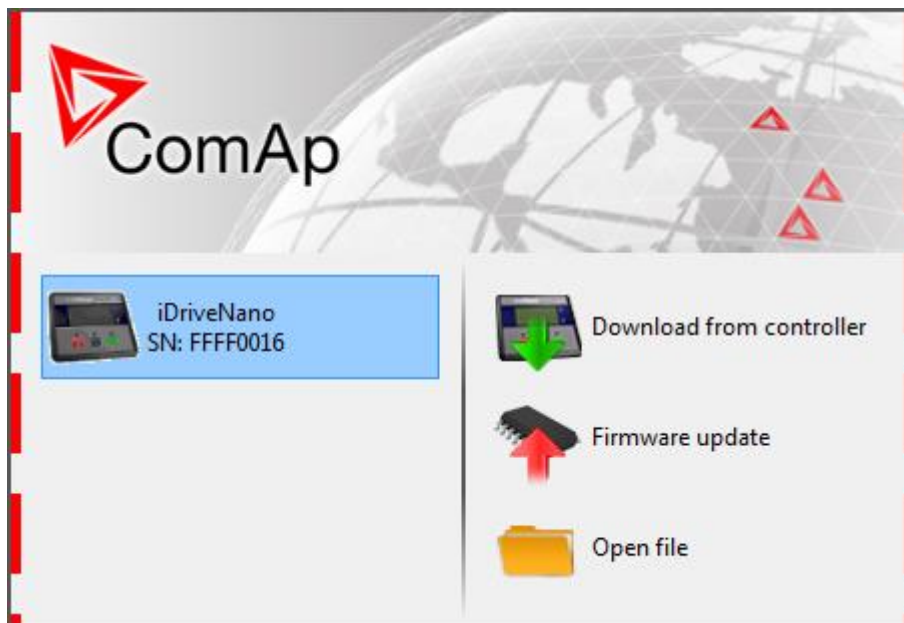 ComAp
iDriveNano
SN: FFFF0016
Download from controller
Firmware update
Open file